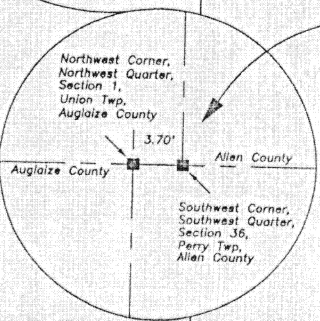 Northwest Corner,
Northwest Quarter,
Section 1,
Union Twp,
Auglaize County
3.70'
Auglaize County
Allen County
Southwest Corner,
Southwest Quarter,
Section 36,
Perry Twp,
Allen County